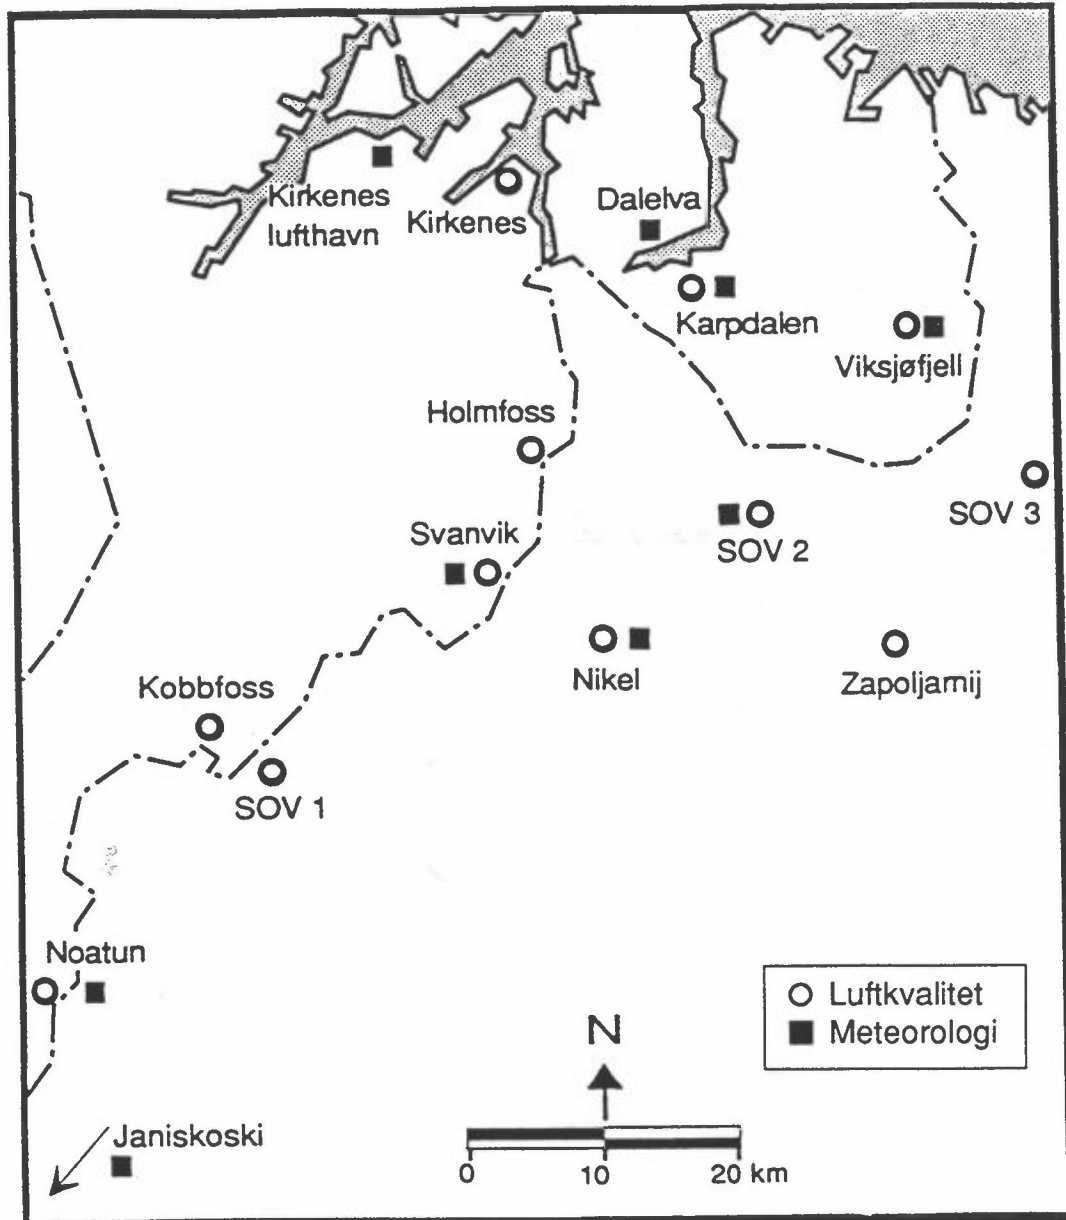 Kirkenes
lufthavn
Kirkenes
Dalelva
Karpdalen
Viksjøfjell
Holmfoss
SOV 3
Svanvik
SOV 2
Nikel
Zapoljarnij
Kobbfoss
SOV 1
Noatun
Luftkvalitet
Meteorologi
N
Janiskoski
0 10 20 km